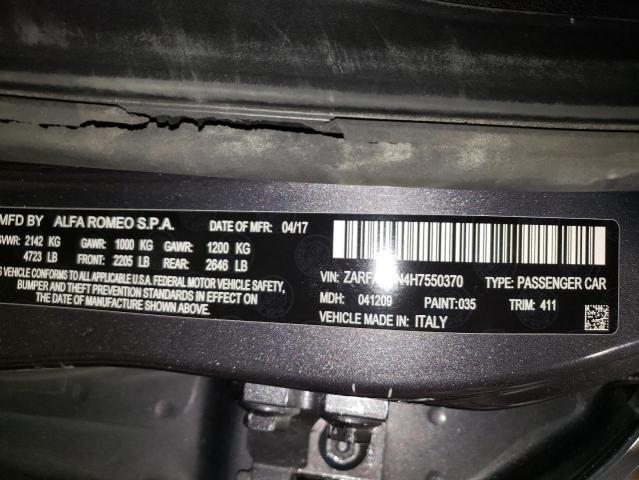 MFD BY ALFA ROMEO S.P.A. DATE OF MFR 04/17
GVWR: 2142 KG GAWR: 1000 KG GAWR: 1200 KG
4723 LB FRONT: 2205 LB REAR: 2646 LB
THIS VEHICLE CONFORMS TO ALL APPLICABLE U.S.A. FEDERAL MOTOR VEHICLE SAFETY,
BUMPER AND THEFT PREVENTION STANDARDS IN EFFECT ON THE
DATE OF MANUFACTURE SHOWN ABOVE.
VIN: TYPE: PASSENGER CAR
MDH: 041209 PAINT: 035 TRIM: 411
VEHICLE MADE IN ITALY